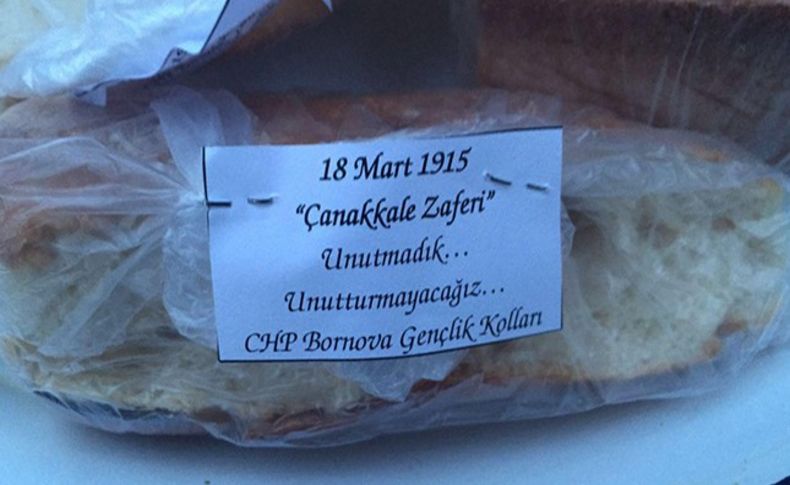 18 Mart 1915
“Çanakkale Zaferi”
Unutmadık...
Unutturmayacağız...
CHP Bornova Gençlik Kolları